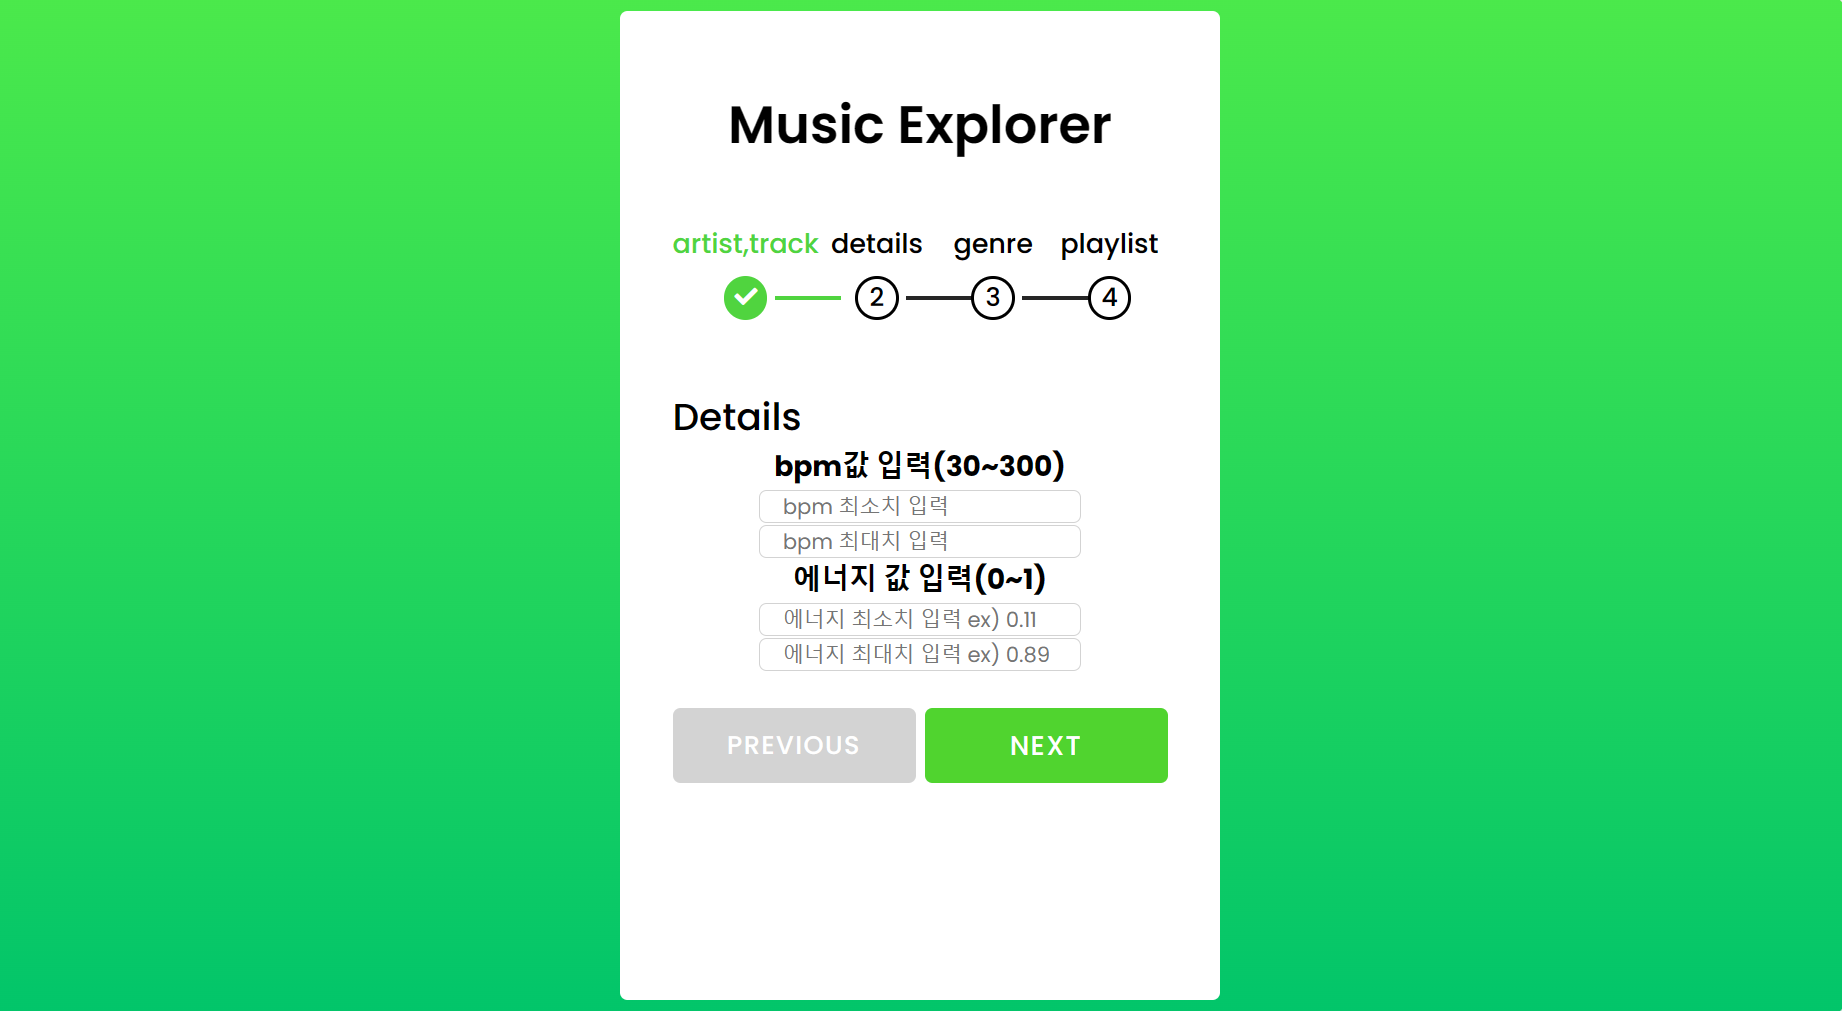 Music Explorer
artist,track details genre playlist
2 3 4
Details
bpm값 입력(30~300)
bpm 최소치 입력
bpm 최대치 입력
에너지 값 입력(0~1)
에너지 최소치 입력 ex) 0.11
에너지 최대치 입력 ex) 0.89
PREVIOUS NEXT